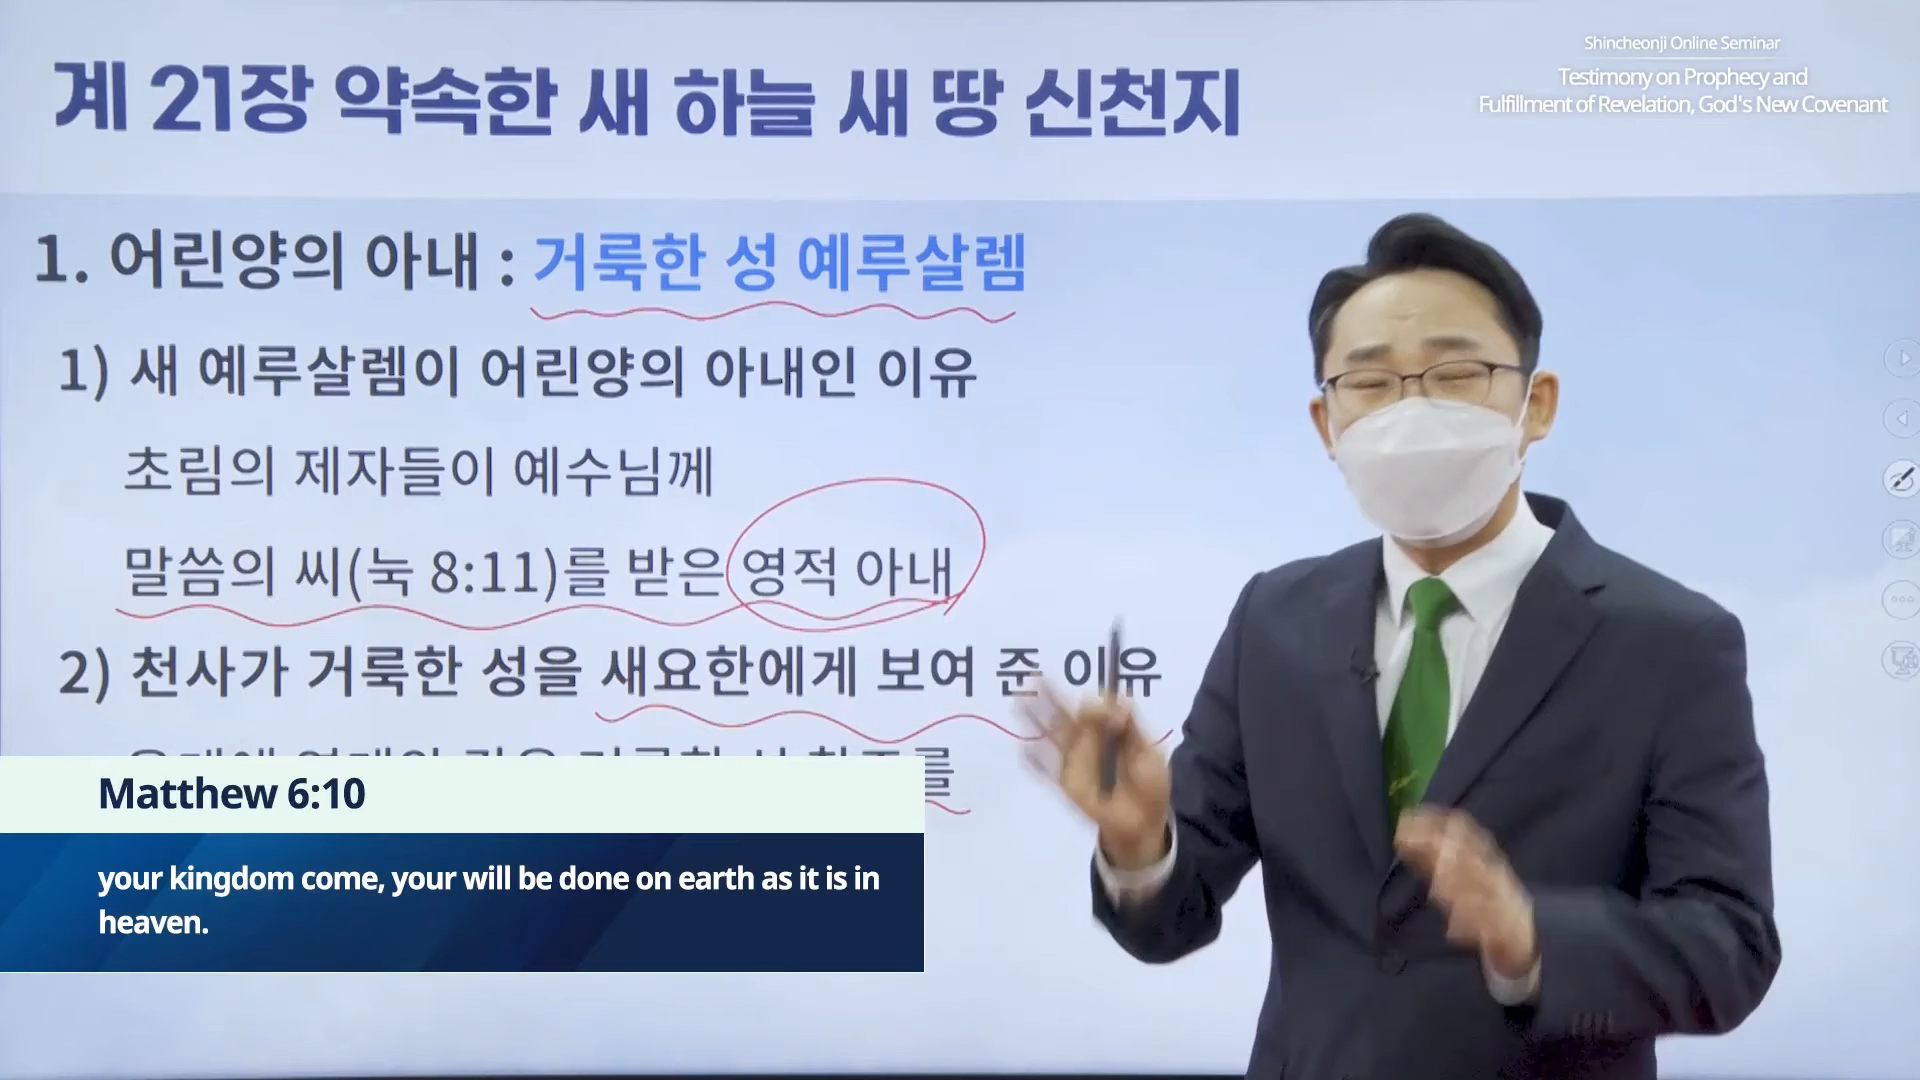 Shincheonji Online Seminar
Testimony on Prophecy and
Fulfillment of Revelation, God's New Covenant
계 21장 약속한 새 하늘 새 땅 신천지
1. 어린양의 아내 : 거룩한 성 예루살렘
1) 새 예루살렘이 어린양의 아내인 이유
초림의 제자들이 예수님께
말씀의 씨(눅 8:11)를 받은 영적 아내
2) 천사가 거룩한 성을 새요한에게 보여 준 이유
Matthew 6:10
your kingdom come, your will be done on earth as it is in
heaven.